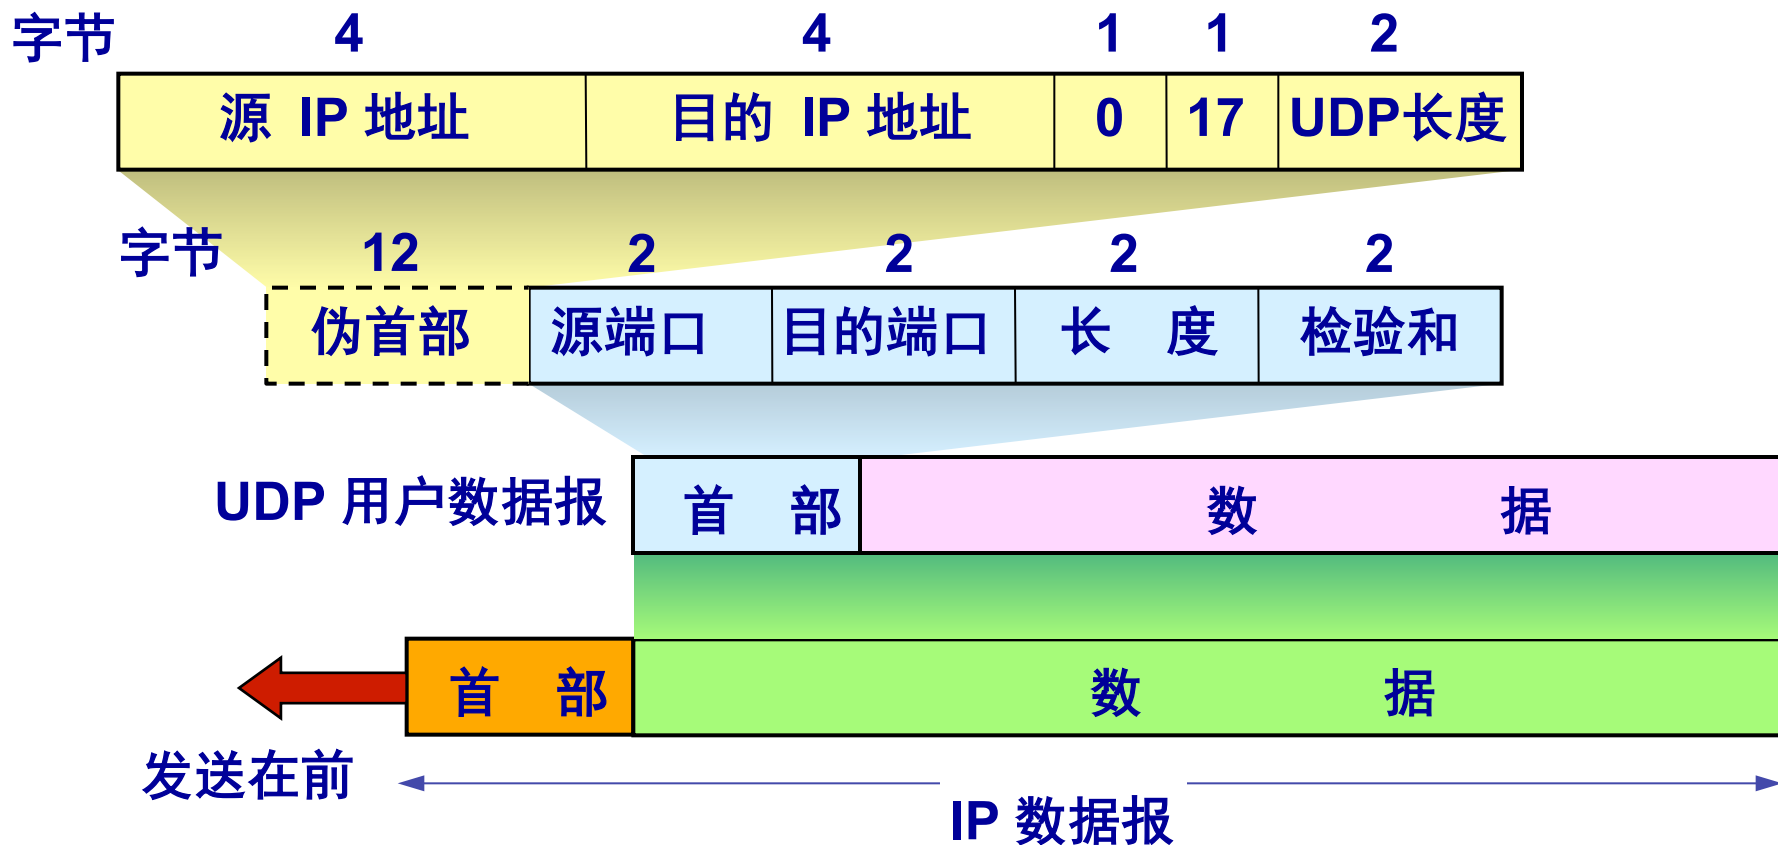 字节 4 4 1 1 2
源 IP 地址 目的 IP 地址 0 17 UDP长度
字节 12 2 2 2 2
伪首部 源端口 目的端口 长 度 检验和
UDP 用户数据报 首 部 数 据
首 部 数 据
发送在前
IP 数据报